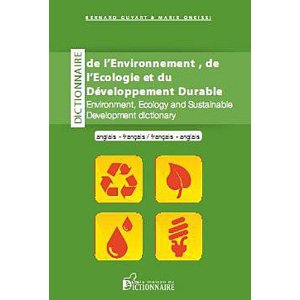 BERNARD GUYART & MARIE ONEISSI
DICTIONNAIRE
de l'Environnement , de
l'Ecologie et du
Développement Durable
Environment, Ecology and Sustainable
Development dictionary
anglais - français / français - anglais
DICTIONNAIRE